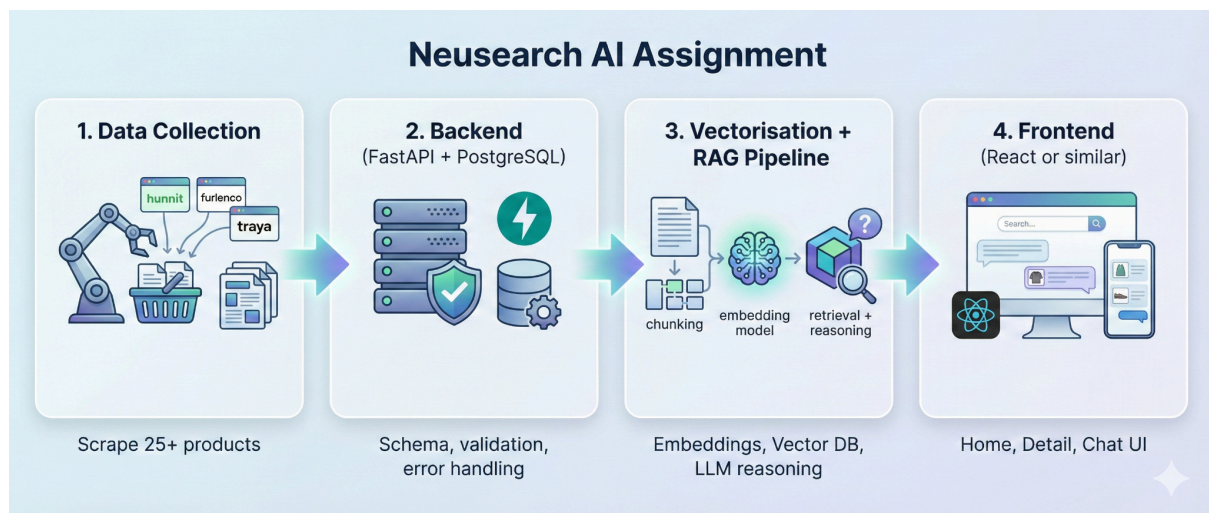 Neusearch AI Assignment
1. Data Collection
hunnit
furlenco
traya
Scrape 25+ products
2. Backend
(FastAPI + PostgreSQL)
Schema, validation,
error handling
3. Vectorisation +
RAG Pipeline
?
chunking
embedding
model
retrieval +
reasoning
Embeddings, Vector DB,
LLM reasoning
4. Frontend
(React or similar)
Search...
Home, Detail, Chat UI